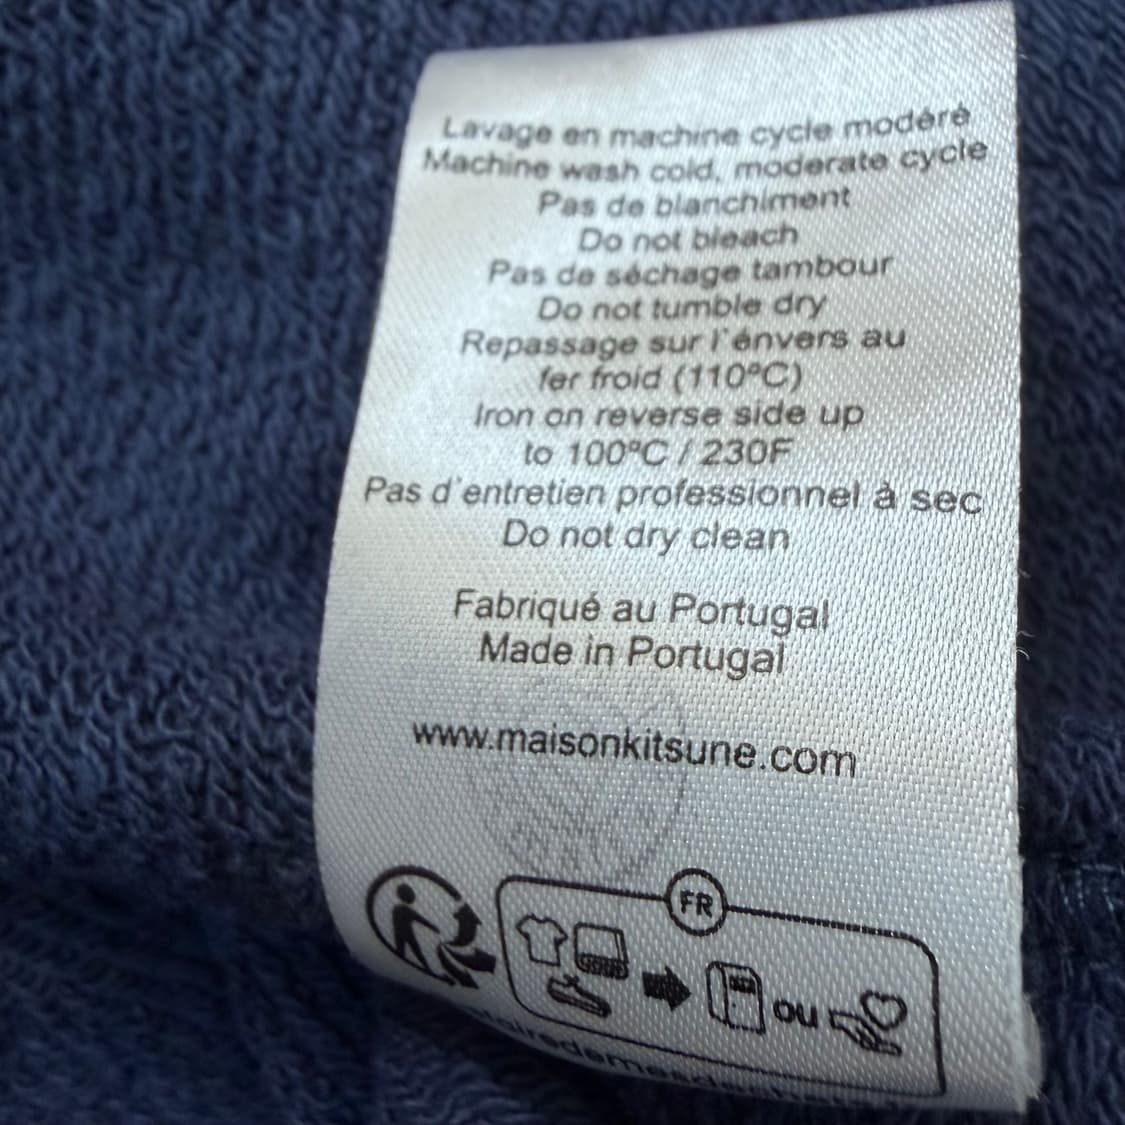 Lavage en machine cycle modéré
Machine wash cold, moderate cycle
Pas de blanchiment
Do not bleach
Pas de séchage tambour
Do not tumble dry
Repassage sur l'énvers au
fer froid (110ºC)
Iron on reverse side up
to 100ºC / 230F
Pas d'entretien professionnel à sec
Do not dry clean
Fabriqué au Portugal
Made in Portugal
www.maisonkitsune.com
FR
ou